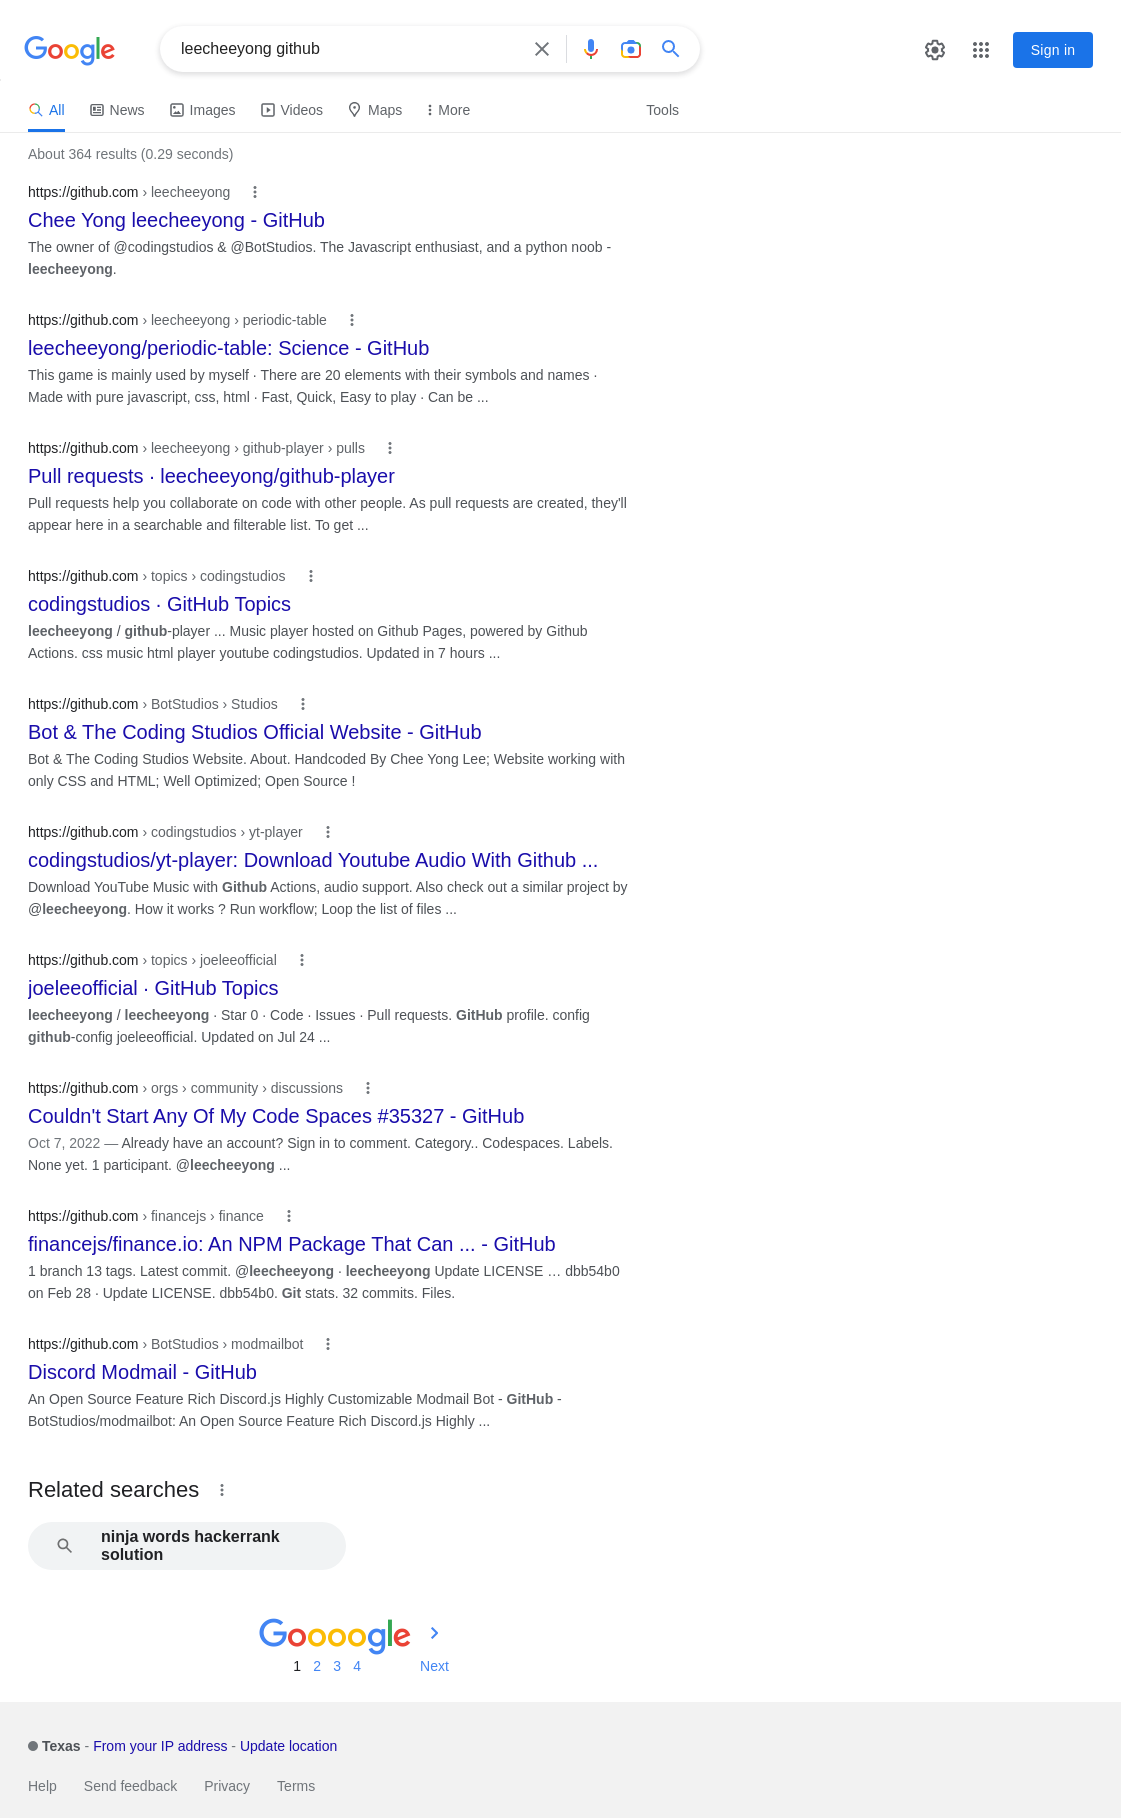 Google
leecheeyong github
Sign in
All News Images Videos Maps More Tools
About 364 results (0.29 seconds)
https://github.com › leecheeyong
Chee Yong leecheeyong - GitHub
The owner of @codingstudios & @BotStudios. The Javascript enthusiast, and a python noob -
leecheeyong.
https://github.com › leecheeyong › periodic-table
leecheeyong/periodic-table: Science - GitHub
This game is mainly used by myself · There are 20 elements with their symbols and names ·
Made with pure javascript, css, html · Fast, Quick, Easy to play · Can be ...
https://github.com › leecheeyong › github-player › pulls
Pull requests · leecheeyong/github-player
Pull requests help you collaborate on code with other people. As pull requests are created, they'll
appear here in a searchable and filterable list. To get ...
https://github.com › topics › codingstudios
codingstudios · GitHub Topics
leecheeyong / github-player ... Music player hosted on Github Pages, powered by Github
Actions. css music html player youtube codingstudios. Updated in 7 hours ...
https://github.com › BotStudios › Studios
Bot & The Coding Studios Official Website - GitHub
Bot & The Coding Studios Website. About. Handcoded By Chee Yong Lee; Website working with
only CSS and HTML; Well Optimized; Open Source !
https://github.com › codingstudios › yt-player
codingstudios/yt-player: Download Youtube Audio With Github ...
Download YouTube Music with Github Actions, audio support. Also check out a similar project by
@leecheeyong. How it works ? Run workflow; Loop the list of files ...
https://github.com › topics › joeleeofficial
joeleeofficial · GitHub Topics
leecheeyong / leecheeyong · Star 0 · Code · Issues · Pull requests. GitHub profile. config
github-config joeleeofficial. Updated on Jul 24 ...
https://github.com › orgs › community › discussions
Couldn't Start Any Of My Code Spaces #35327 - GitHub
Oct 7, 2022 — Already have an account? Sign in to comment. Category.. Codespaces. Labels.
None yet. 1 participant. @leecheeyong ...
https://github.com › financejs › finance
financejs/finance.io: An NPM Package That Can ... - GitHub
1 branch 13 tags. Latest commit. @leecheeyong · leecheeyong Update LICENSE … dbb54b0
on Feb 28 · Update LICENSE. dbb54b0. Git stats. 32 commits. Files.
https://github.com › BotStudios › modmailbot
Discord Modmail - GitHub
An Open Source Feature Rich Discord.js Highly Customizable Modmail Bot - GitHub -
BotStudios/modmailbot: An Open Source Feature Rich Discord.js Highly ...
Related searches
ninja words hackerrank
solution
Goooogle
1 2 3 4 Next
Texas - From your IP address - Update location
Help Send feedback Privacy Terms